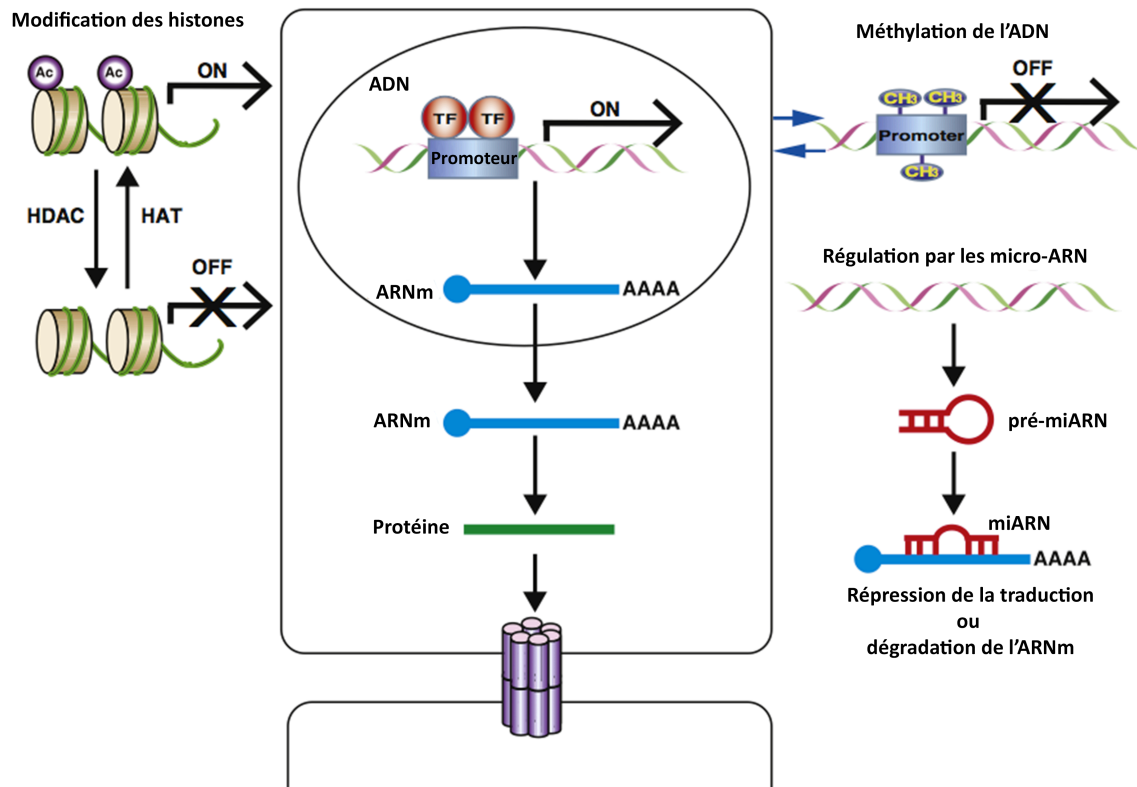 Modification des histones
Ac
Ac
ON
HDAC
HAT
OFF
ADN
TF
TF
Promoteur
ON
ARNm
AAAA
ARNm
AAAA
Protéine
Méthylation de l’ADN
OFF
CH3
CH3
Promoter
CH3
Régulation par les micro-ARN
pré-miARN
miARN
AAAA
Répression de la traduction
ou
dégradation de l’ARNm